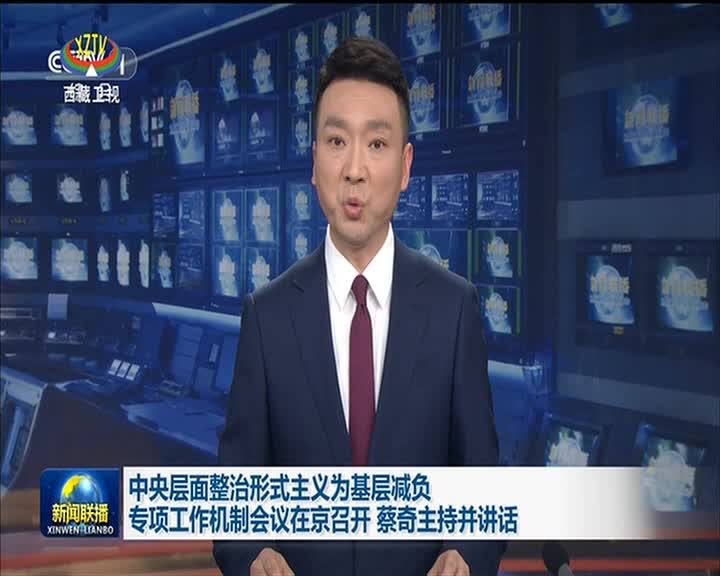 XZTV
西藏卫视
中央层面整治形式主义为基层减负
专项工作机制会议在京召开 蔡奇主持并讲话
新闻联播
XINWEN-LIANBO